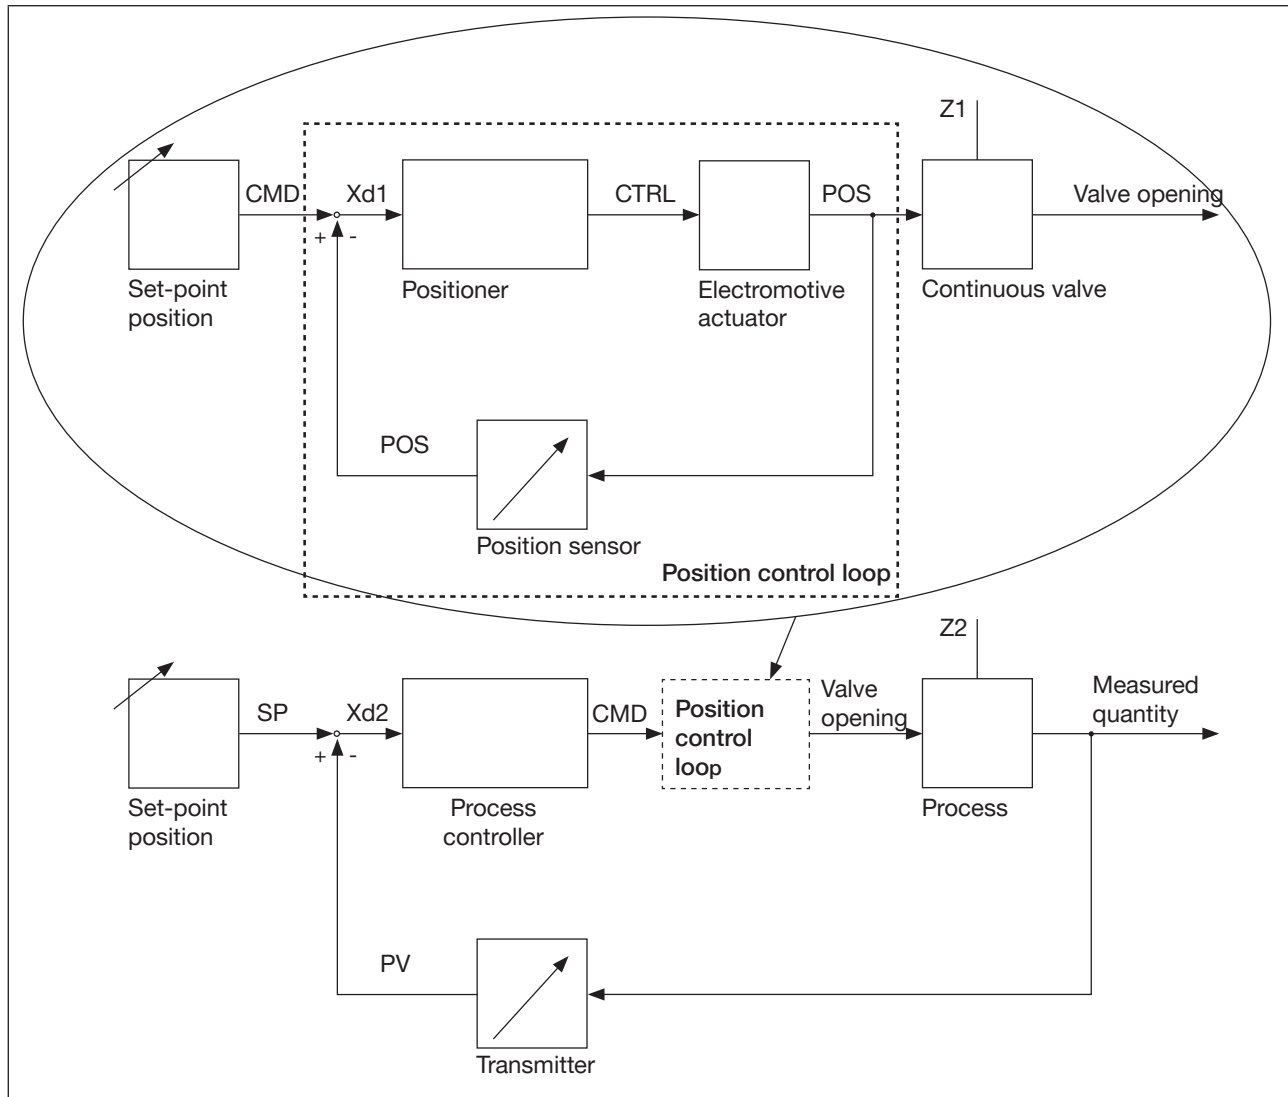 Z1
CMD
Xd1
CTRL
POS
Valve opening
+ -
Set-point
position
Positioner
Electromotive
actuator
Continuous valve
POS
Position sensor
Position control loop
Z2
SP
Xd2
CMD
Position
control
loop
Valve
opening
Measured
quantity
+ -
Set-point
position
Process
controller
Process
PV
Transmitter